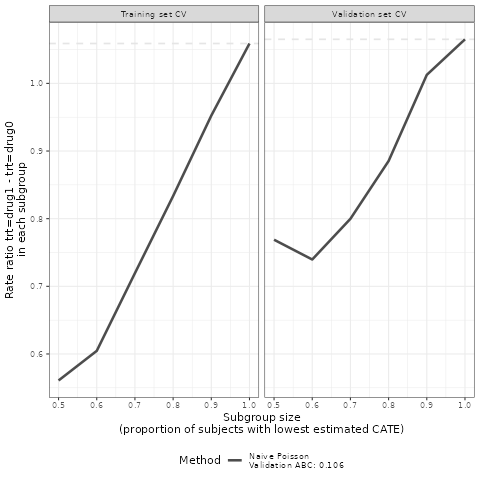 Training set CV
Validation set CV
Rate ratio trt=drug1 - trt=drug0
in each subgroup
1.0
0.9
0.8
0.7
0.6
0.5 0.6 0.7 0.8 0.9 1.0
0.5 0.6 0.7 0.8 0.9 1.0
Subgroup size
(proportion of subjects with lowest estimated CATE)
Method
Naive Poisson
Validation ABC: 0.106